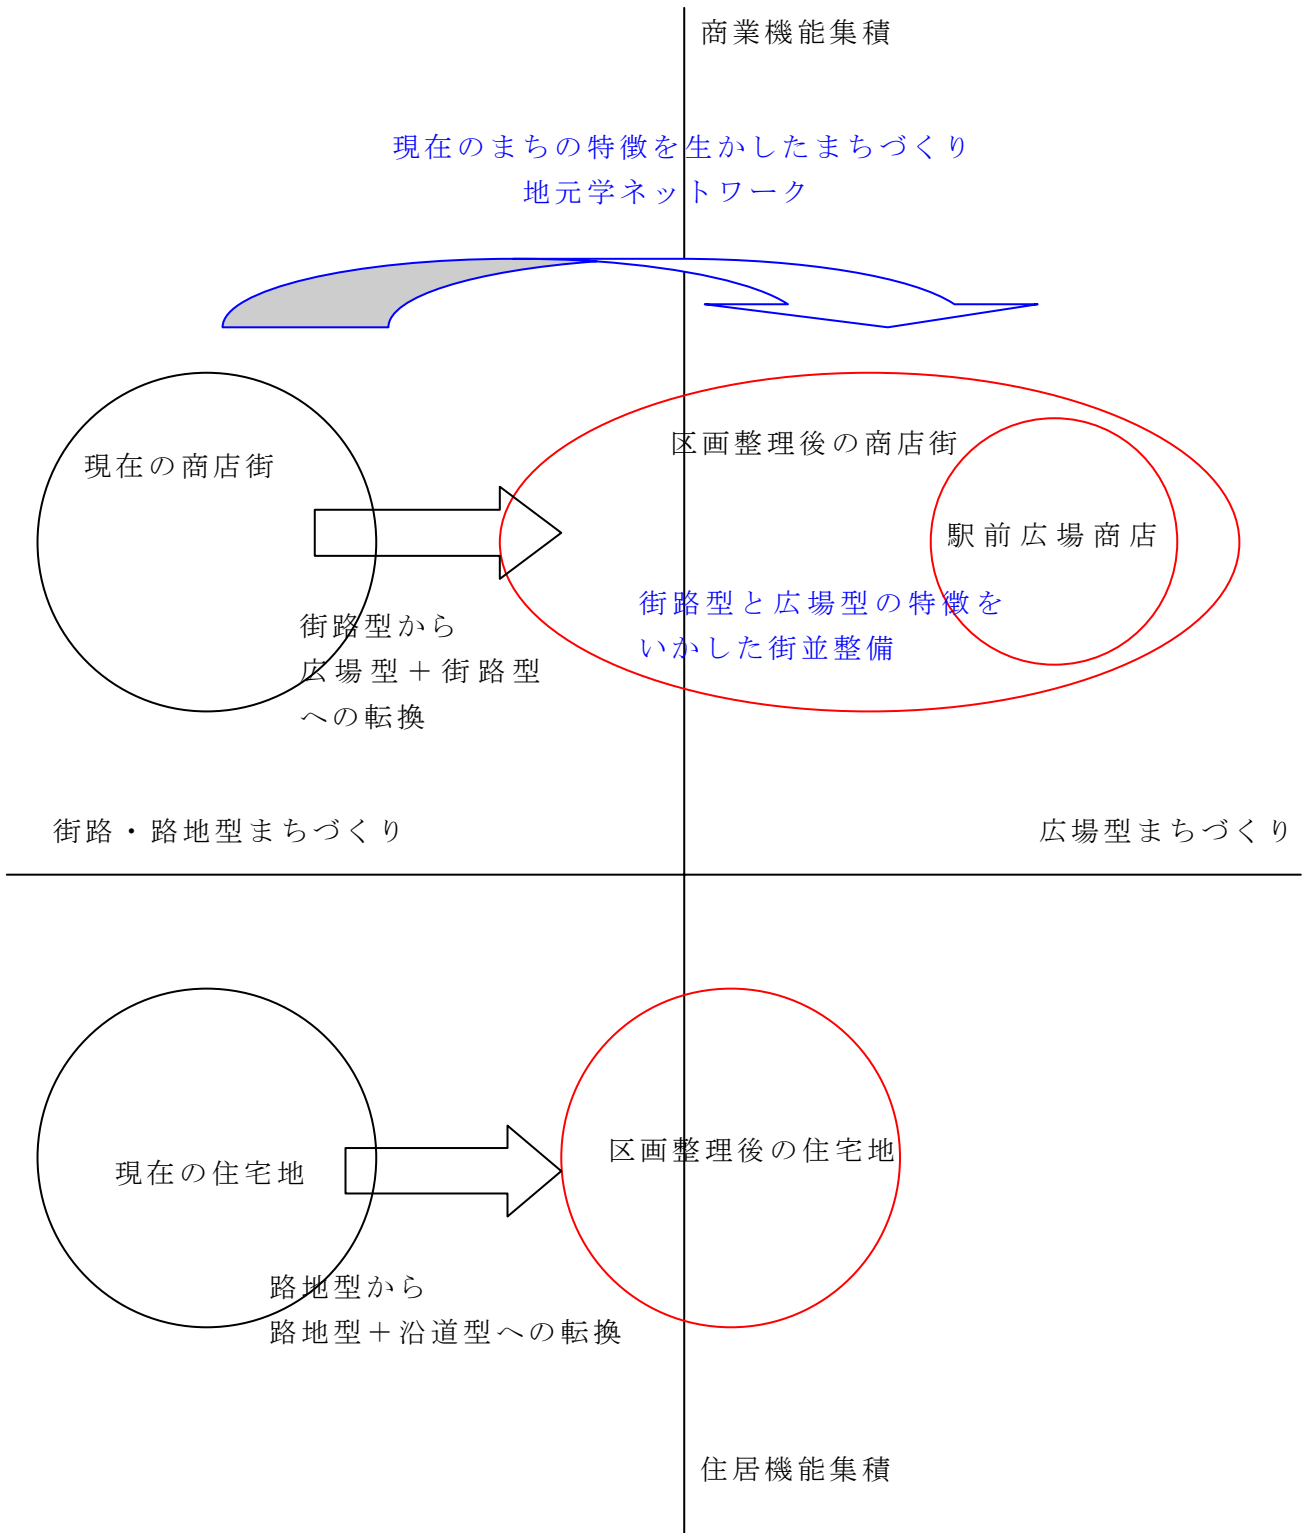 商業機能集積
現在のまちの特徴を生かしたまちづくり
地元学ネットワーク
現在の商店街
区画整理後の商店街
駅前広場商店
街路型と広場型の特徴を
いかした街並整備
街路型から
広場型＋街路型
への転換
街路・路地型まちづくり
広場型まちづくり
現在の住宅地
区画整理後の住宅地
路地型から
路地型＋沿道型への転換
住居機能集積